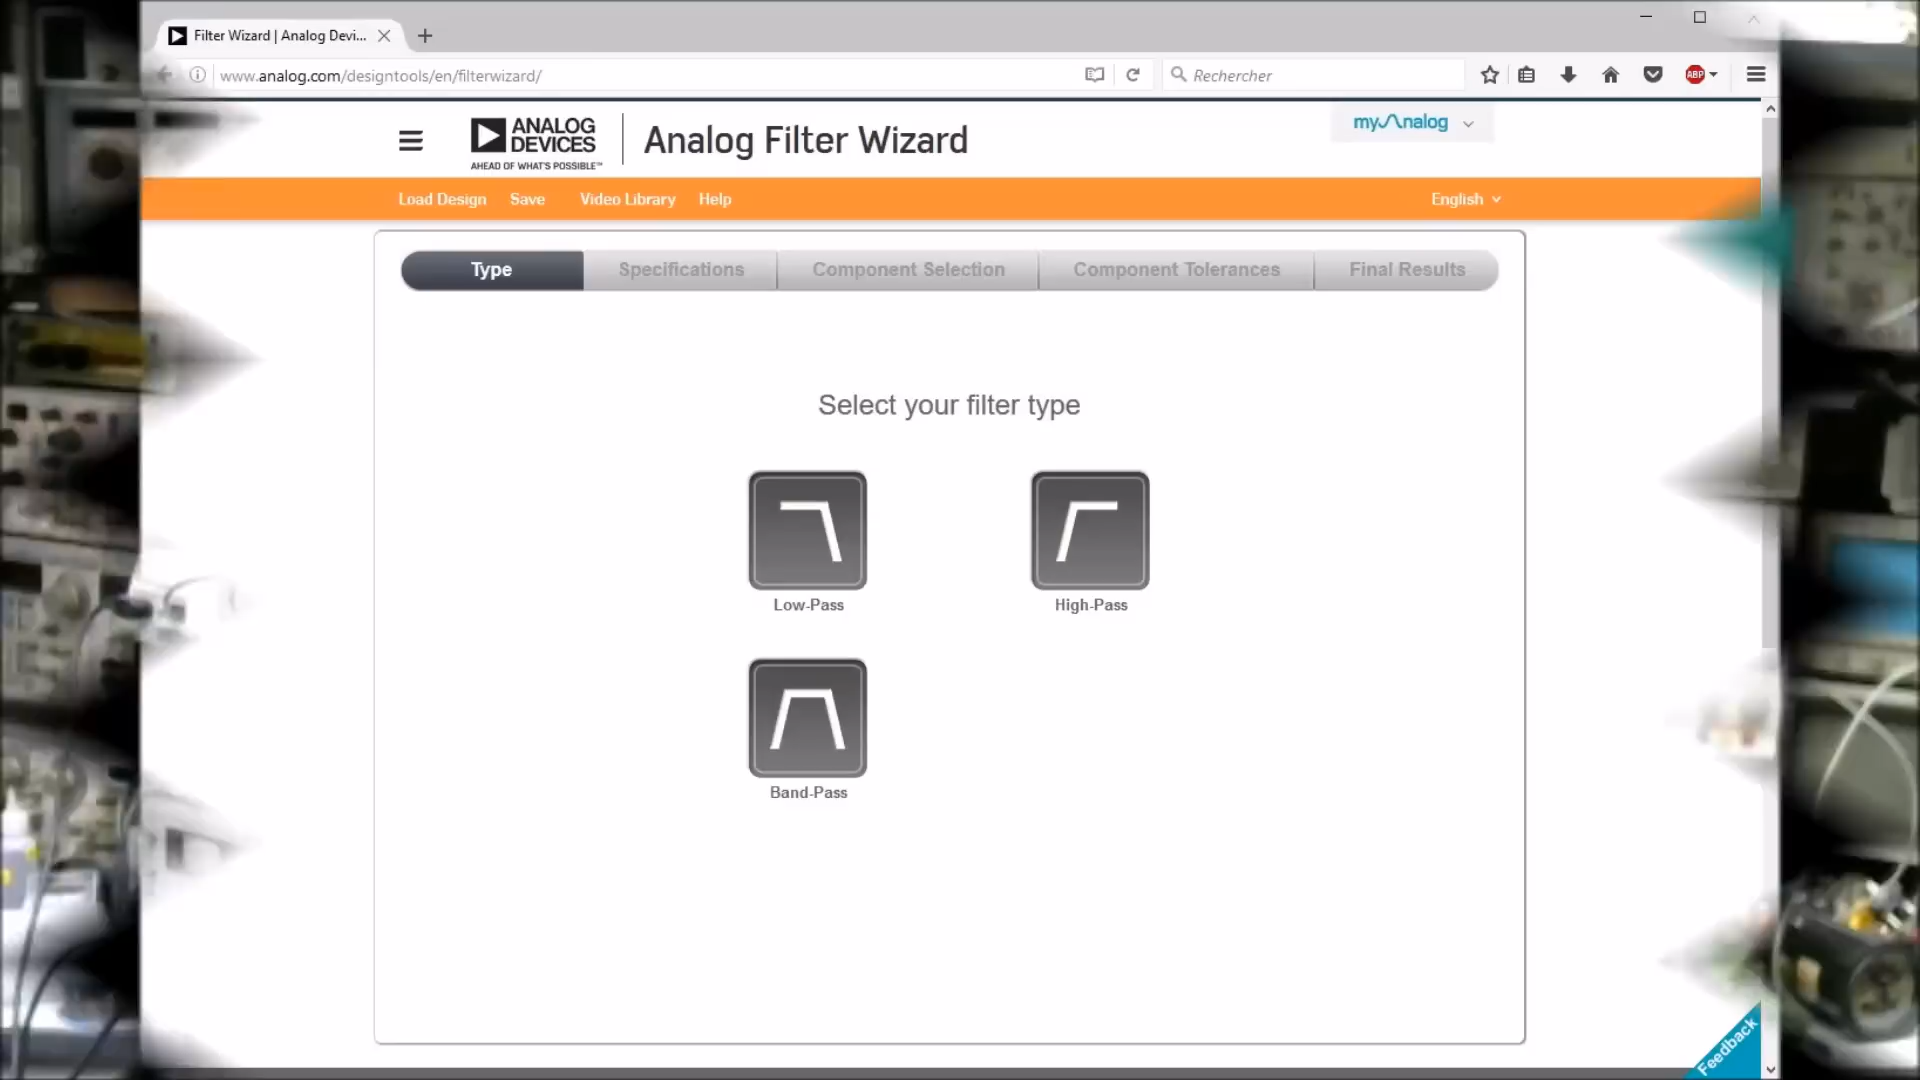 Filter Wizard | Analog Devi...
www.analog.com/designtools/en/filterwizard/
Rechercher
ABP
ANALOG
DEVICES
AHEAD OF WHAT'S POSSIBLE™
Analog Filter Wizard
myAnalog
Load Design Save Video Library Help English
Type Specifications Component Selection Component Tolerances Final Results
Select your filter type
Low-Pass High-Pass
Band-Pass
Feedback